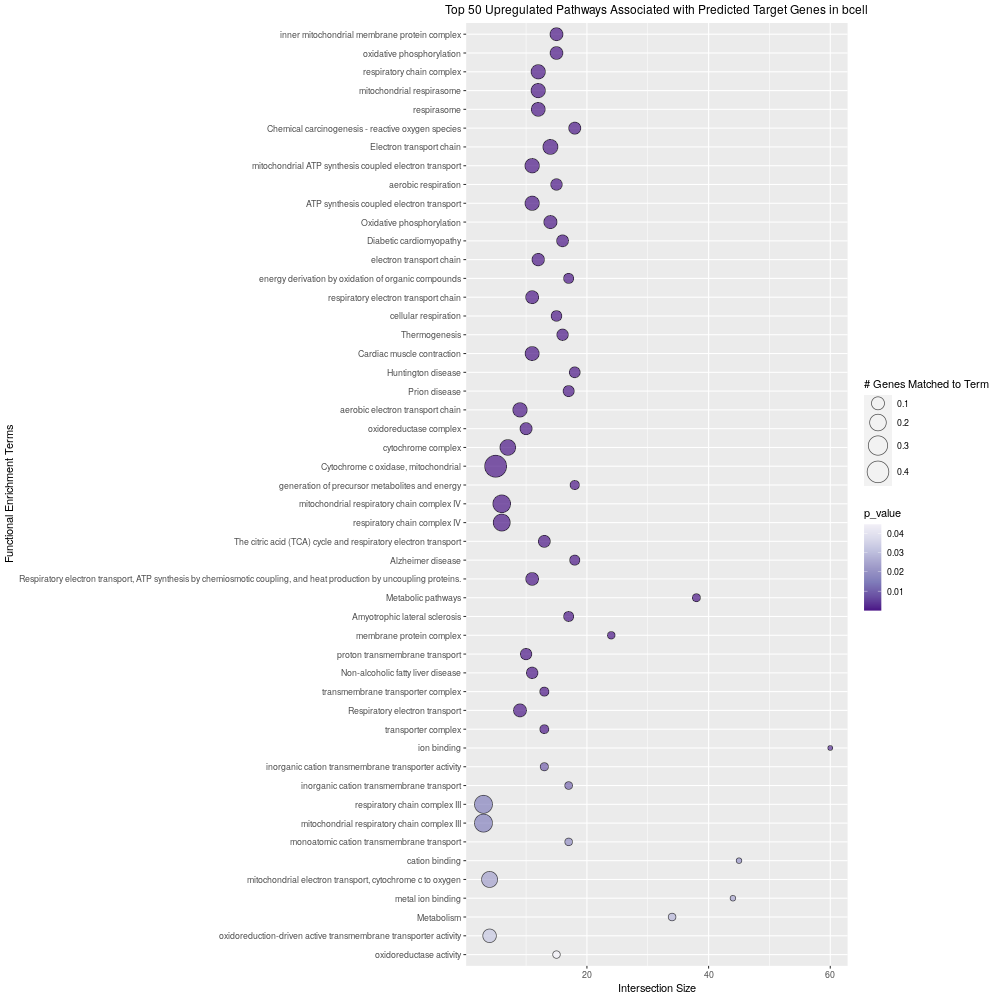 Top 50 Upregulated Pathways Associated with Predicted Target Genes in bcell
Functional Enrichment Terms
inner mitochondrial membrane protein complex
oxidative phosphorylation
respiratory chain complex
mitochondrial respirasome
respirasome
Chemical carcinogenesis - reactive oxygen species
Electron transport chain
mitochondrial ATP synthesis coupled electron transport
aerobic respiration
ATP synthesis coupled electron transport
Oxidative phosphorylation
Diabetic cardiomyopathy
electron transport chain
energy derivation by oxidation of organic compounds
respiratory electron transport chain
cellular respiration
Thermogenesis
Cardiac muscle contraction
Huntington disease
Prion disease
aerobic electron transport chain
oxidoreductase complex
cytochrome complex
Cytochrome c oxidase, mitochondrial
generation of precursor metabolites and energy
mitochondrial respiratory chain complex IV
respiratory chain complex IV
The citric acid (TCA) cycle and respiratory electron transport
Alzheimer disease
Respiratory electron transport, ATP synthesis by chemiosmotic coupling, and heat production by uncoupling proteins.
Metabolic pathways
Amyotrophic lateral sclerosis
membrane protein complex
proton transmembrane transport
Non-alcoholic fatty liver disease
transmembrane transporter complex
Respiratory electron transport
transporter complex
ion binding
inorganic cation transmembrane transporter activity
inorganic cation transmembrane transport
respiratory chain complex III
mitochondrial respiratory chain complex III
monoatomic cation transmembrane transport
cation binding
mitochondrial electron transport, cytochrome c to oxygen
metal ion binding
Metabolism
oxidoreduction-driven active transmembrane transporter activity
oxidoreductase activity
20 40 60
Intersection Size
# Genes Matched to Term
0.1
0.2
0.3
0.4
p_value
0.04
0.03
0.02
0.01